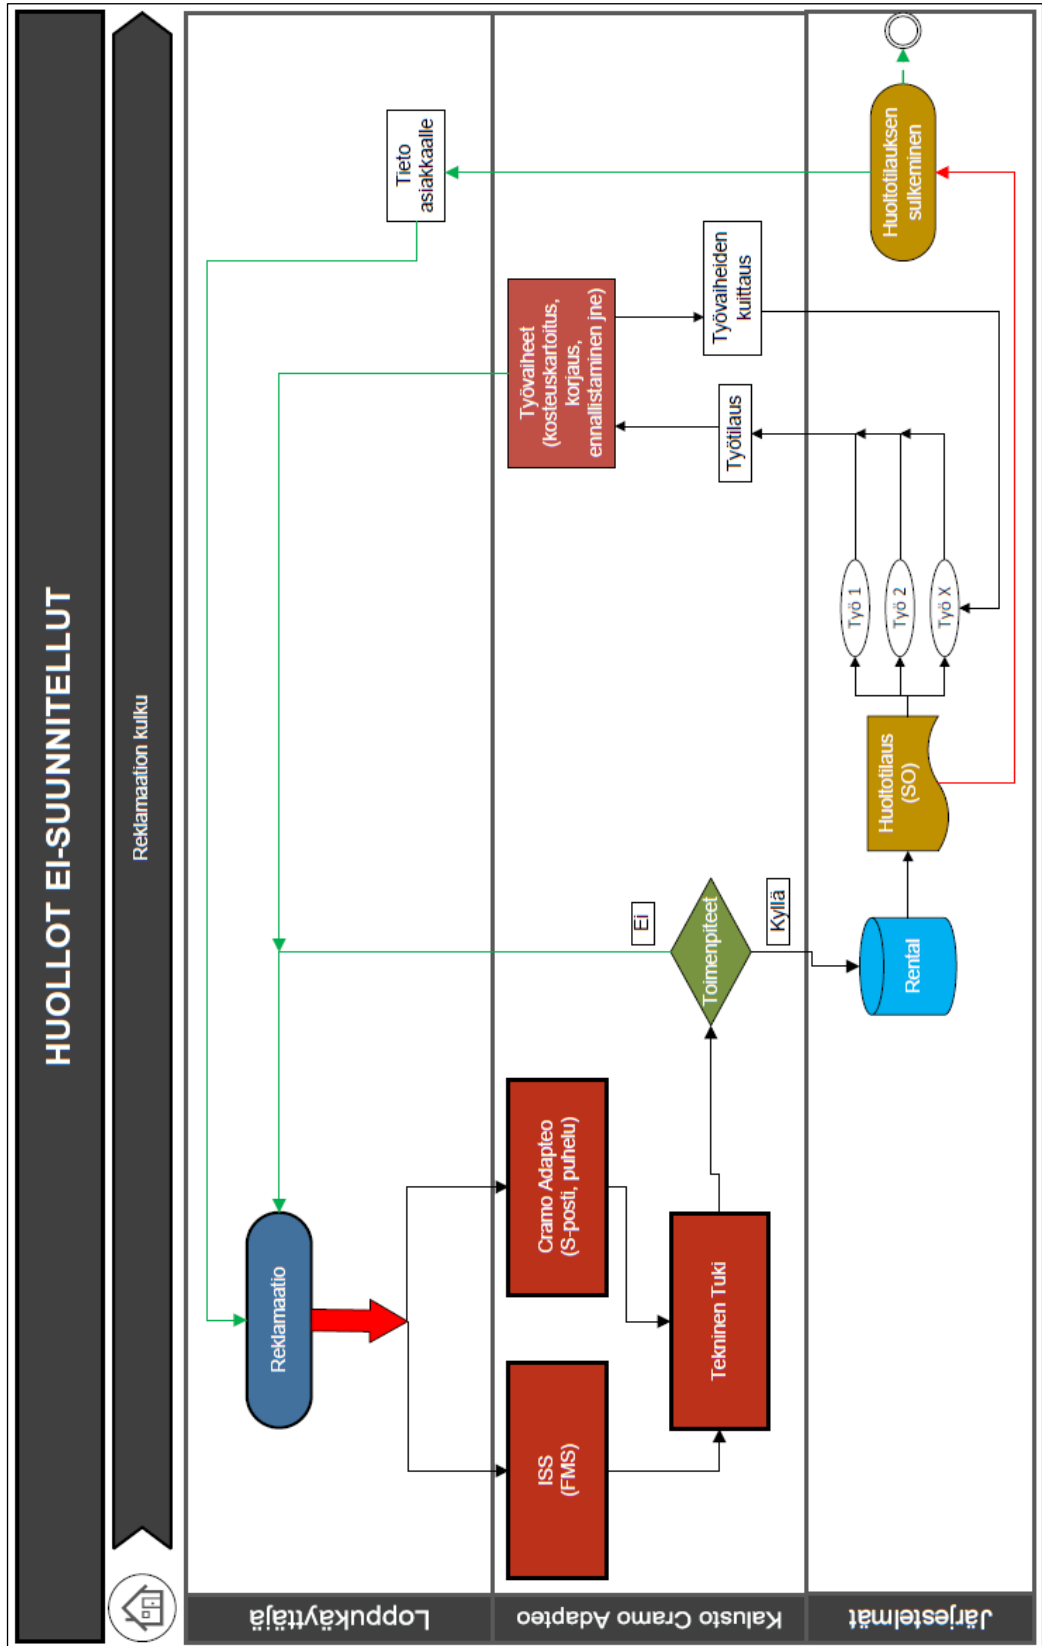 HUOLLOT EI-SUUNNITELLUT
Reklamaation kulku
Loppukäyttäjä
Reklamaatio
Tieto
asiakkaalle
Kalusto Cramo Adapteo
ISS
(FMS)
Cramo Adapteo
(S-posti, puhelu)
Tekninen Tuki
Toimenpiteet
Ei
Kyllä
Työvaiheet
(kosteuskartoitus,
korjaus,
ennallistaminen jne)
Työtilaus
Työvaiheiden
kuittaus
Järjestelmät
Rental
Huoltotilaus
(SO)
Työ 1
Työ 2
Työ X
Huoltotilauksen
sulkeminen